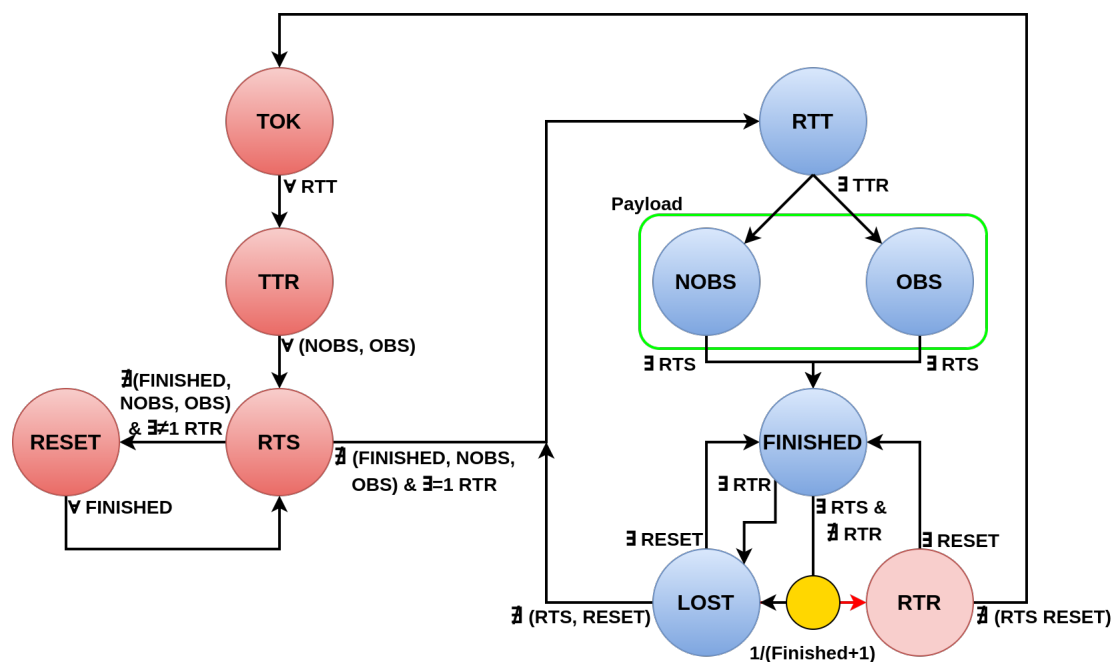 TOK
RTT
∀ RTT
∃ TTR
Payload
TTR
NOBS
OBS
∀ (NOBS, OBS)
∃ RTS
∃ RTS
∄(FINISHED,
NOBS, OBS)
& ∃≠1 RTR
RESET
RTS
FINISHED
∄ (FINISHED, NOBS,
OBS) & ∃=1 RTR
∀ FINISHED
∃ RTR
∃ RTS &
∄ RTR
∃ RESET
∃ RESET
LOST
RTR
∄ (RTS, RESET)
∄ (RTS RESET)
1/(Finished+1)